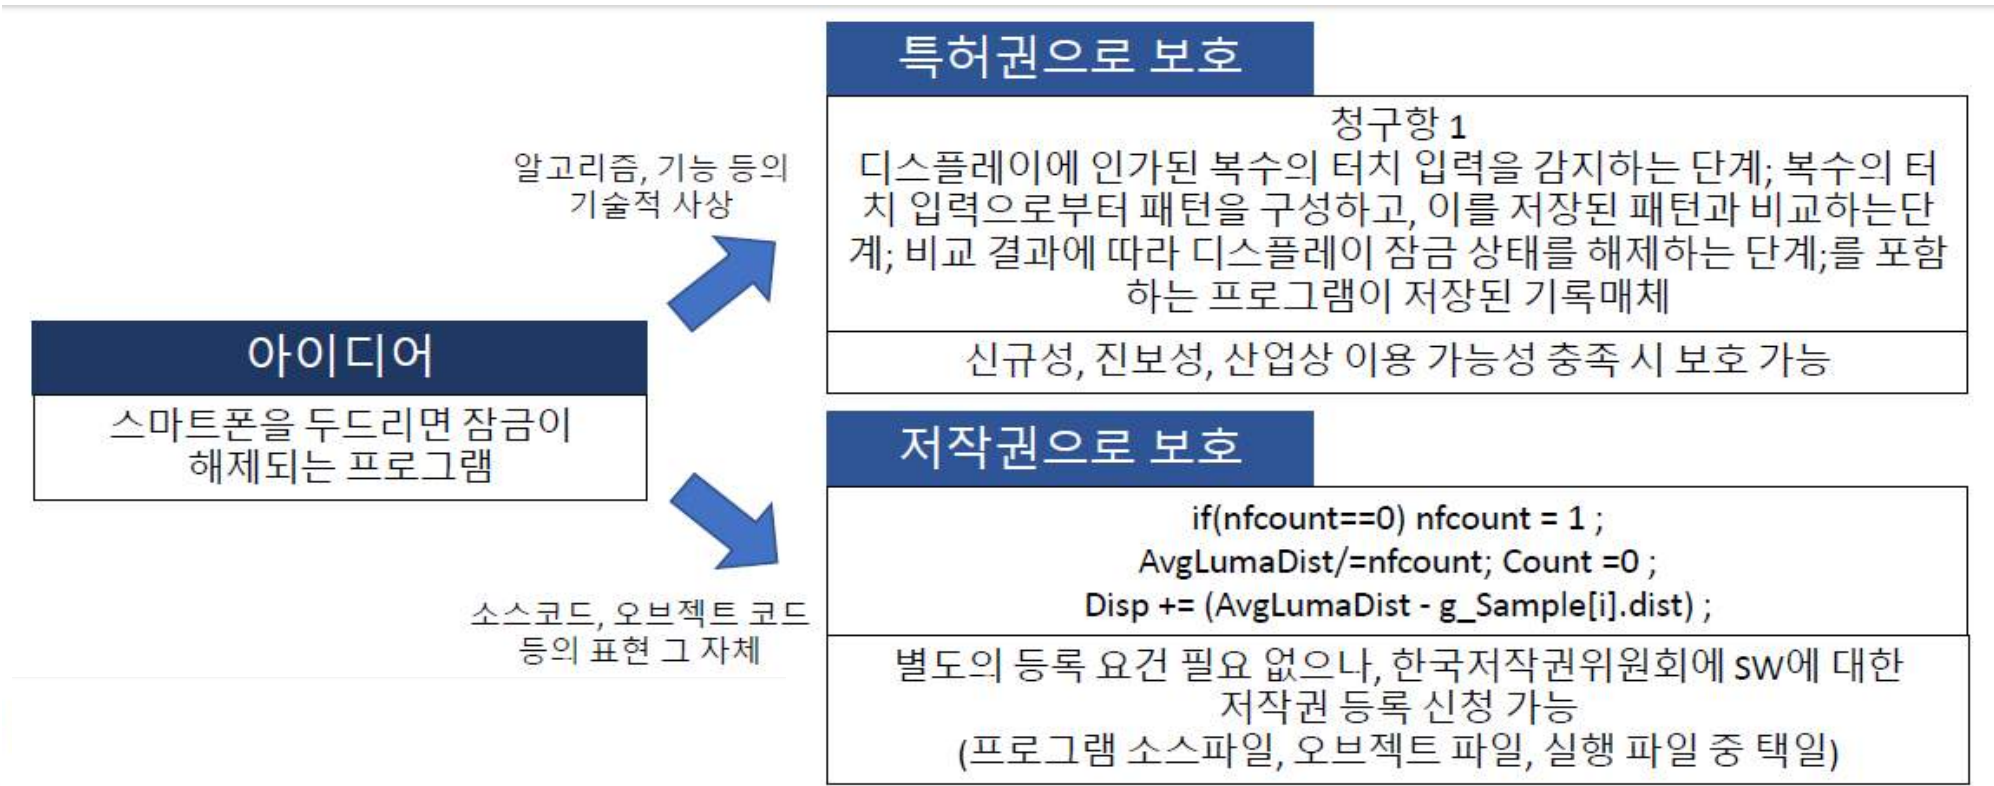 특허권으로 보호
청구항 1
디스플레이에 인가된 복수의 터치 입력을 감지하는 단계; 복수의 터
치 입력으로부터 패턴을 구성하고, 이를 저장된 패턴과 비교하는단
계; 비교 결과에 따라 디스플레이 잠금 상태를 해제하는 단계;를 포함
하는 프로그램이 저장된 기록매체
신규성, 진보성, 산업상 이용 가능성 충족 시 보호 가능
알고리즘, 기능 등의
기술적 사상
아이디어
스마트폰을 두드리면 잠금이
해제되는 프로그램
소스코드, 오브젝트 코드
등의 표현 그 자체
저작권으로 보호
if(nfcount==0) nfcount = 1 ;
AvgLumaDist/=nfcount; Count =0 ;
Disp += (AvgLumaDist - g_Sample[i].dist) ;
별도의 등록 요건 필요 없으나, 한국저작권위원회에 SW에 대한
저작권 등록 신청 가능
(프로그램 소스파일, 오브젝트 파일, 실행 파일 중 택일)